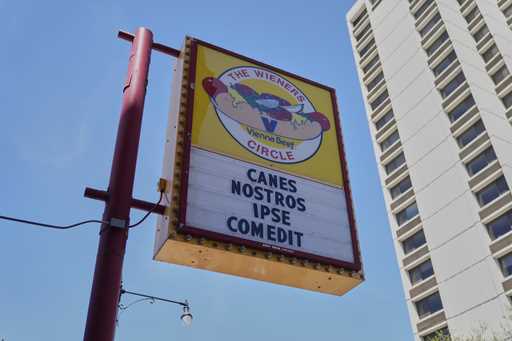 THE WIENERS
Vienna Beef
CIRCLE
CANES
NOSTROS
IPSE
COMEDIT